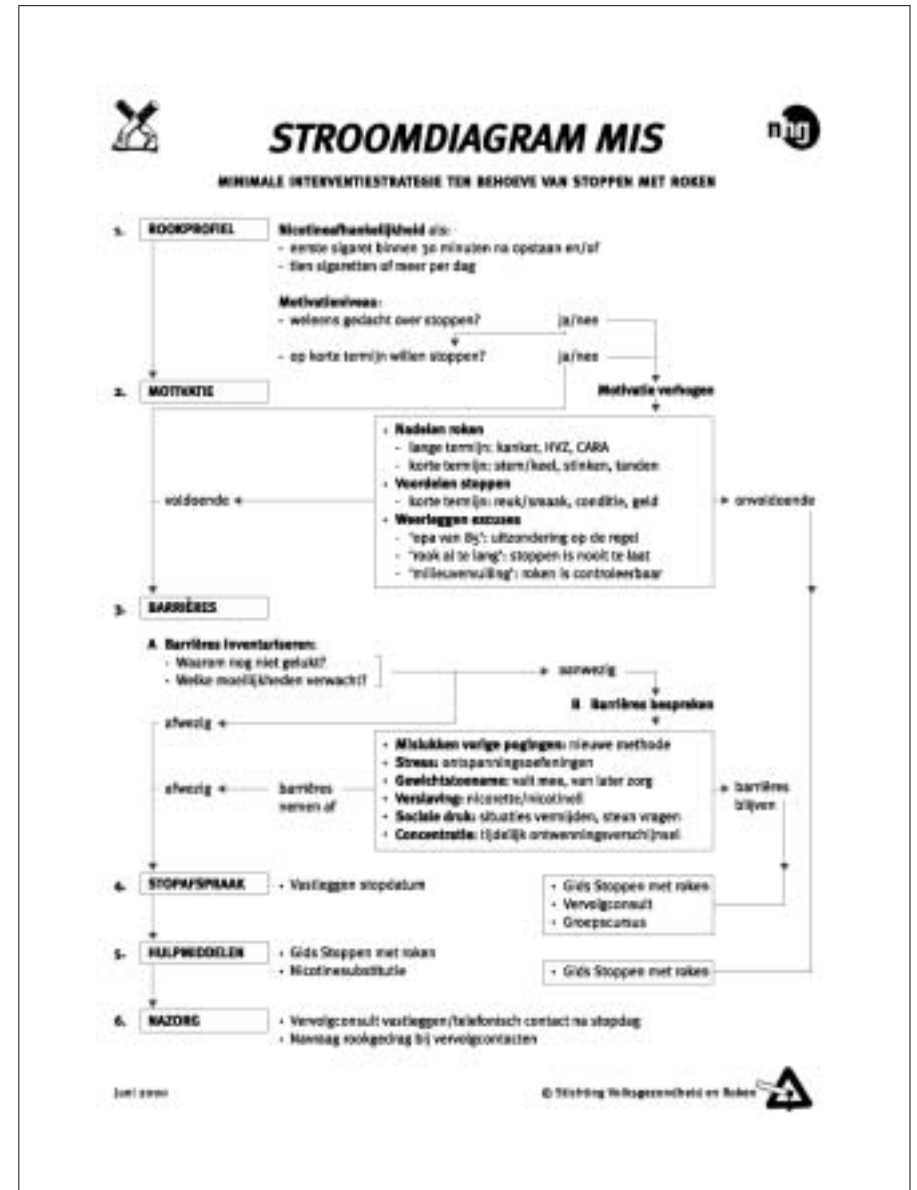 nhg
STROOMDIAGRAM MIS
MINIMALE INTERVENTIESTRATEGIE TEN BEHOEVE VAN STOPPEN MET ROKEN
1. ROOKPROFIEL
Nicotineafhankelijkheid als:
- eerste sigaret binnen 30 minuten na opstaan en/of
- tien sigaretten of meer per dag
Motivatieniveau:
- weleens gedacht over stoppen? ja/nee
- op korte termijn willen stoppen? ja/nee
2. MOTIVATIE
Motivatie verhogen
• Nadelen roken
- lange termijn: kanker, HVZ, CARA
- korte termijn: stem/keel, stinken, tanden
• Voordelen stoppen
- korte termijn: reuk/smaak, conditie, geld
• Weerleggen excuses
- "opa van 85": uitzondering op de regel
- "rook al te lang": stoppen is nooit te laat
- "milieuvervuiling": roken is controleerbaar
voldoende
onvoldoende
3. BARRIÈRES
A Barrières inventariseren:
- Waarom nog niet gelukt?
- Welke moeilijkheden verwacht?
aanwezig
B Barrières bespreken
afwezig
• Mislukken vorige pogingen: nieuwe methode
• Stress: ontspanningsoefeningen
• Gewichtstoename: valt mee, van later zorg
• Verslaving: nicorette/nicotinell
• Sociale druk: situaties vermijden, steun vragen
• Concentratie: tijdelijk ontwenningsverschijnsel
afwezig
barrières
nemen af
barrières
blijven
4. STOPAFSPRAAK
• Vastleggen stopdatum
• Gids Stoppen met roken
• Vervolgconsult
• Groepscursus
5. HULPMIDDELEN
• Gids Stoppen met roken
• Nicotinesubstitutie
• Gids Stoppen met roken
6. NAZORG
• Vervolgconsult vastleggen/telefonisch contact na stopdag
• Navraag rookgedrag bij vervolgcontacten
Juni 2000
© Stichting Volksgezondheid en Roken